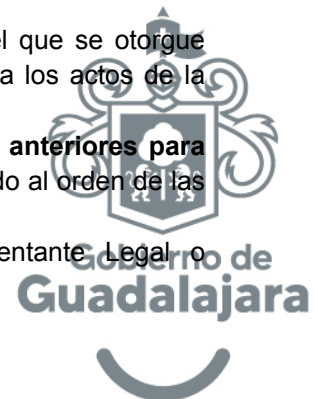 el que se otorgue
a los actos de la
anteriores para
do al orden de las
entante Legal o
Gobierno de
Guadalajara